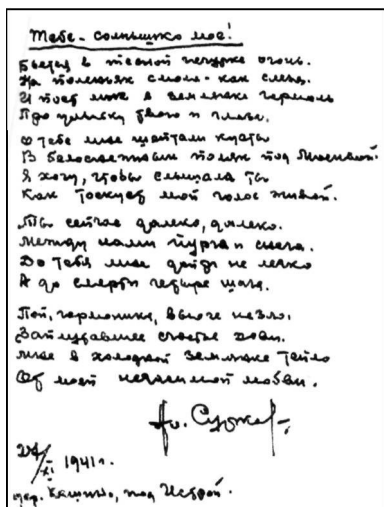 Тебе - солнышко мое!
Бьется в тесной печурке огонь.
На поленьях смола - как слеза.
И поет мне в землянке гармонь
Про улыбку твою и глаза.
О тебе мне шептали кусты
В белоснежных полях под Москвой.
Я хочу, чтобы слышала ты
Как тоскует мой голос живой.
Ты сейчас далеко, далеко.
Между нами пурга и снега.
До тебя мне дойти не легко
А до смерти четыре шага.
Пой, гармоника, вьюге назло.
Заплутавшее счастье зови.
Мне в холодной землянке тепло
От моей негасимой любви.
Ал. Сурков
27/XI 1941 г.
дер. Кашино, под Истрой.